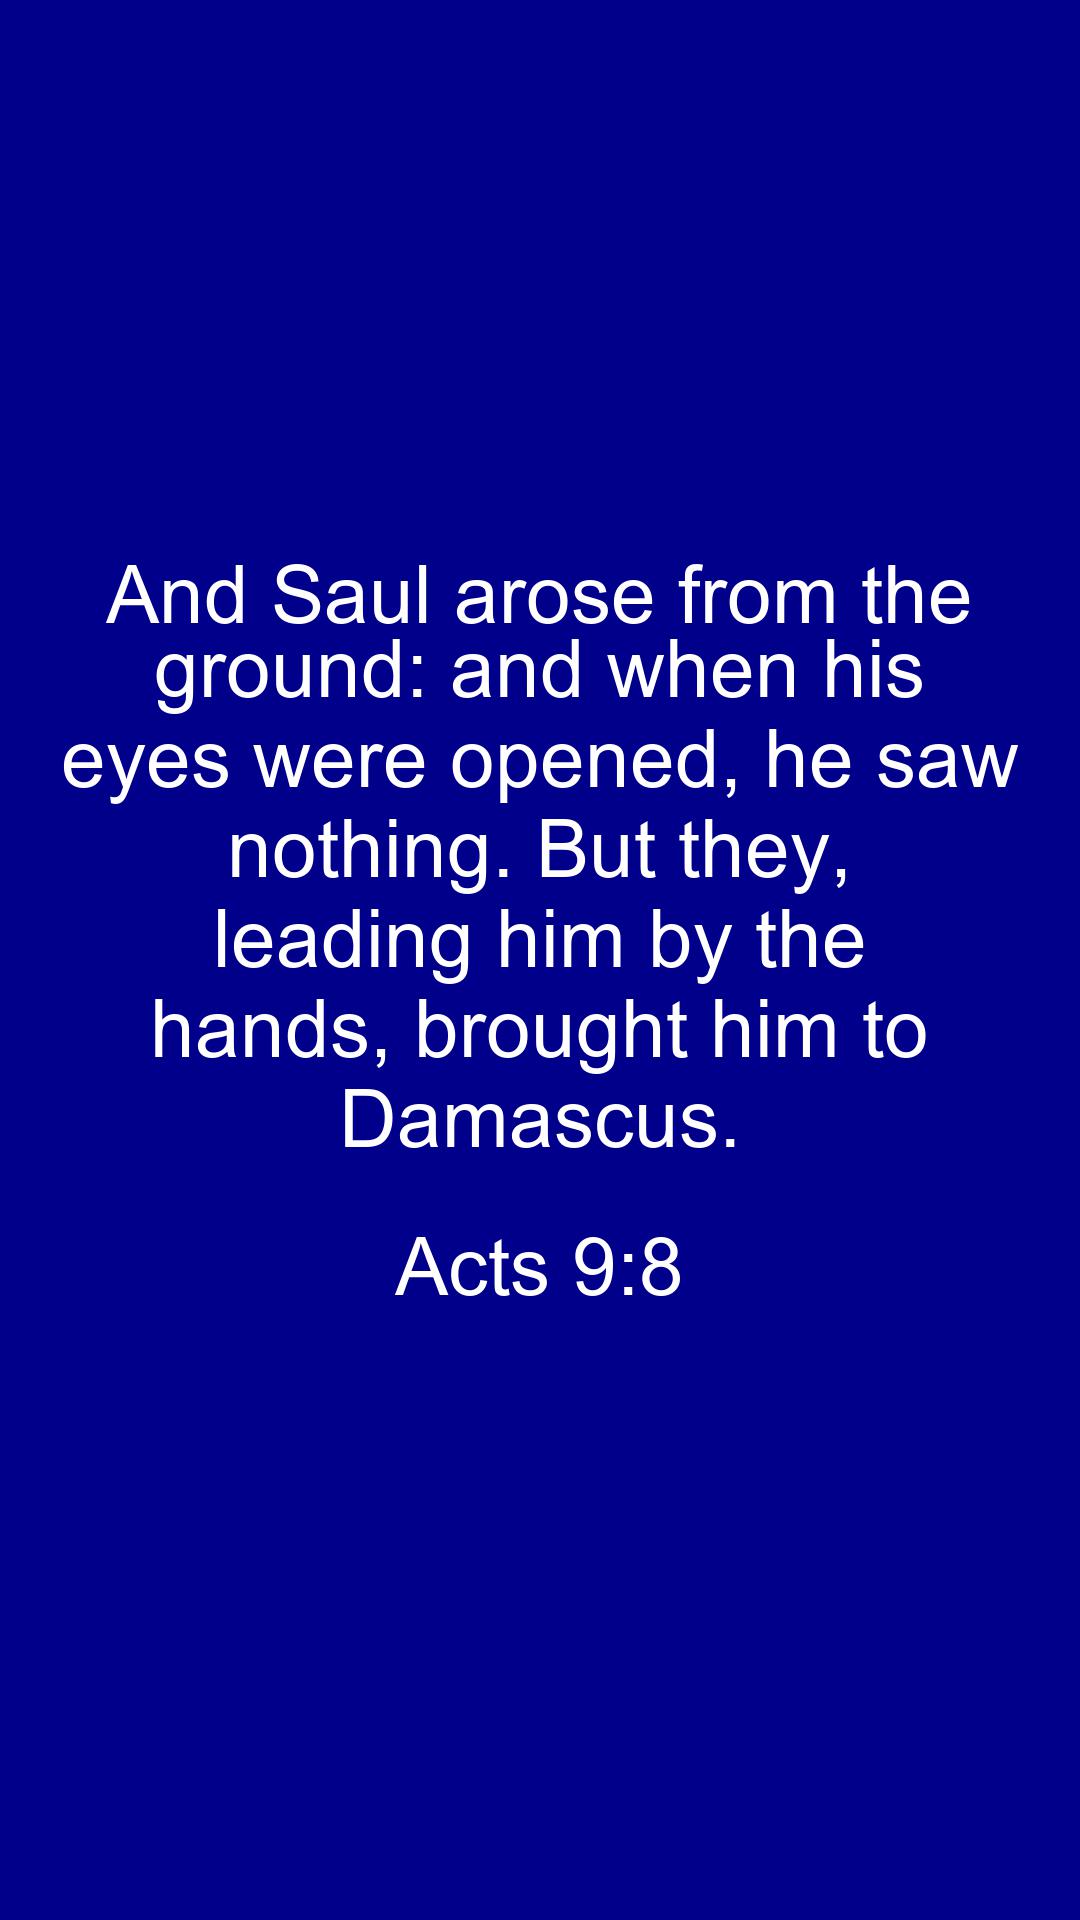 And Saul arose from the
ground: and when his
eyes were opened, he saw
nothing. But they,
leading him by the
hands, brought him to
Damascus.
Acts 9:8